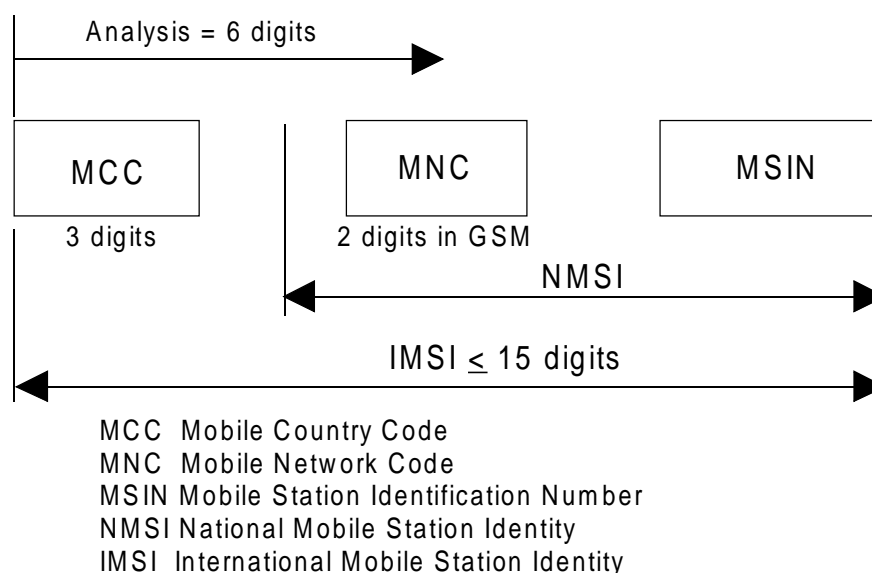 Analysis = 6 digits
MCC MNC MSIN
3 digits 2 digits in GSM
NMSI
IMSI ≤ 15 digits
MCC Mobile Country Code
MNC Mobile Network Code
MSIN Mobile Station Identification Number
NMSI National Mobile Station Identity
IMSI International Mobile Station Identity